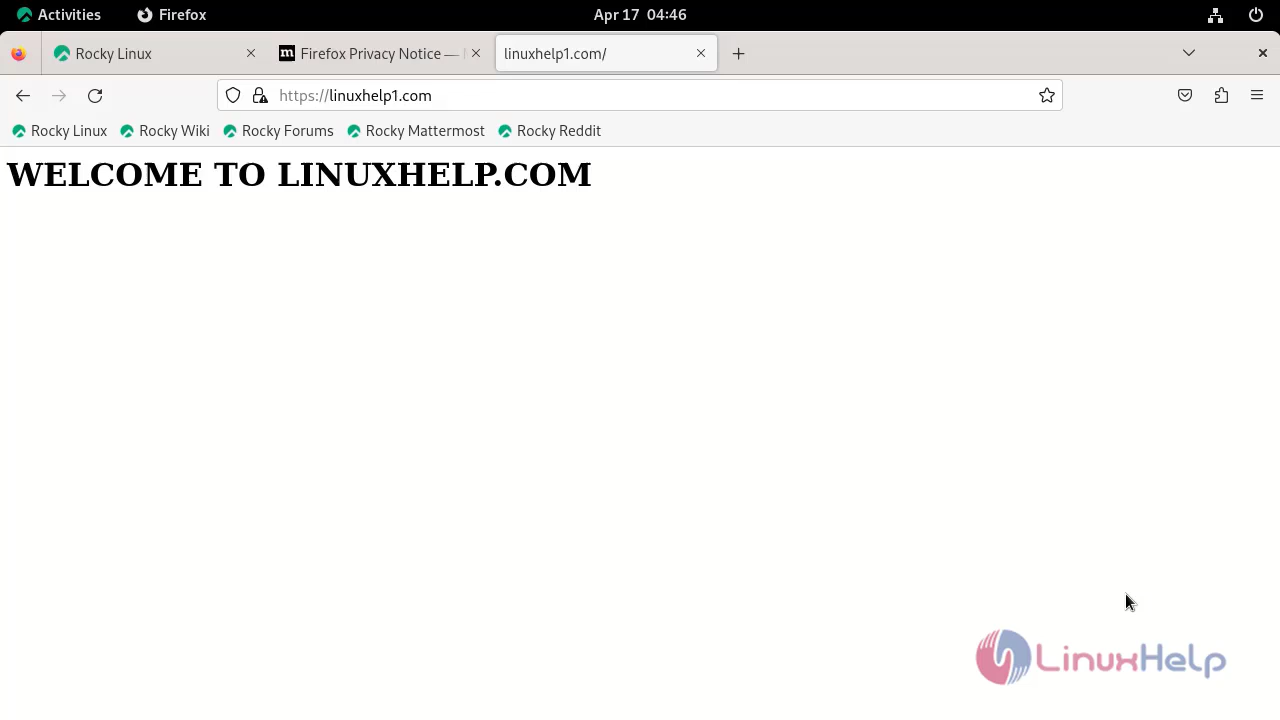 Activities Firefox Apr 17 04:46
Rocky Linux Firefox Privacy Notice — linuxhelp1.com/
https://linuxhelp1.com
Rocky Linux Rocky Wiki Rocky Forums Rocky Mattermost Rocky Reddit
WELCOME TO LINUXHELP.COM
LinuxHelp